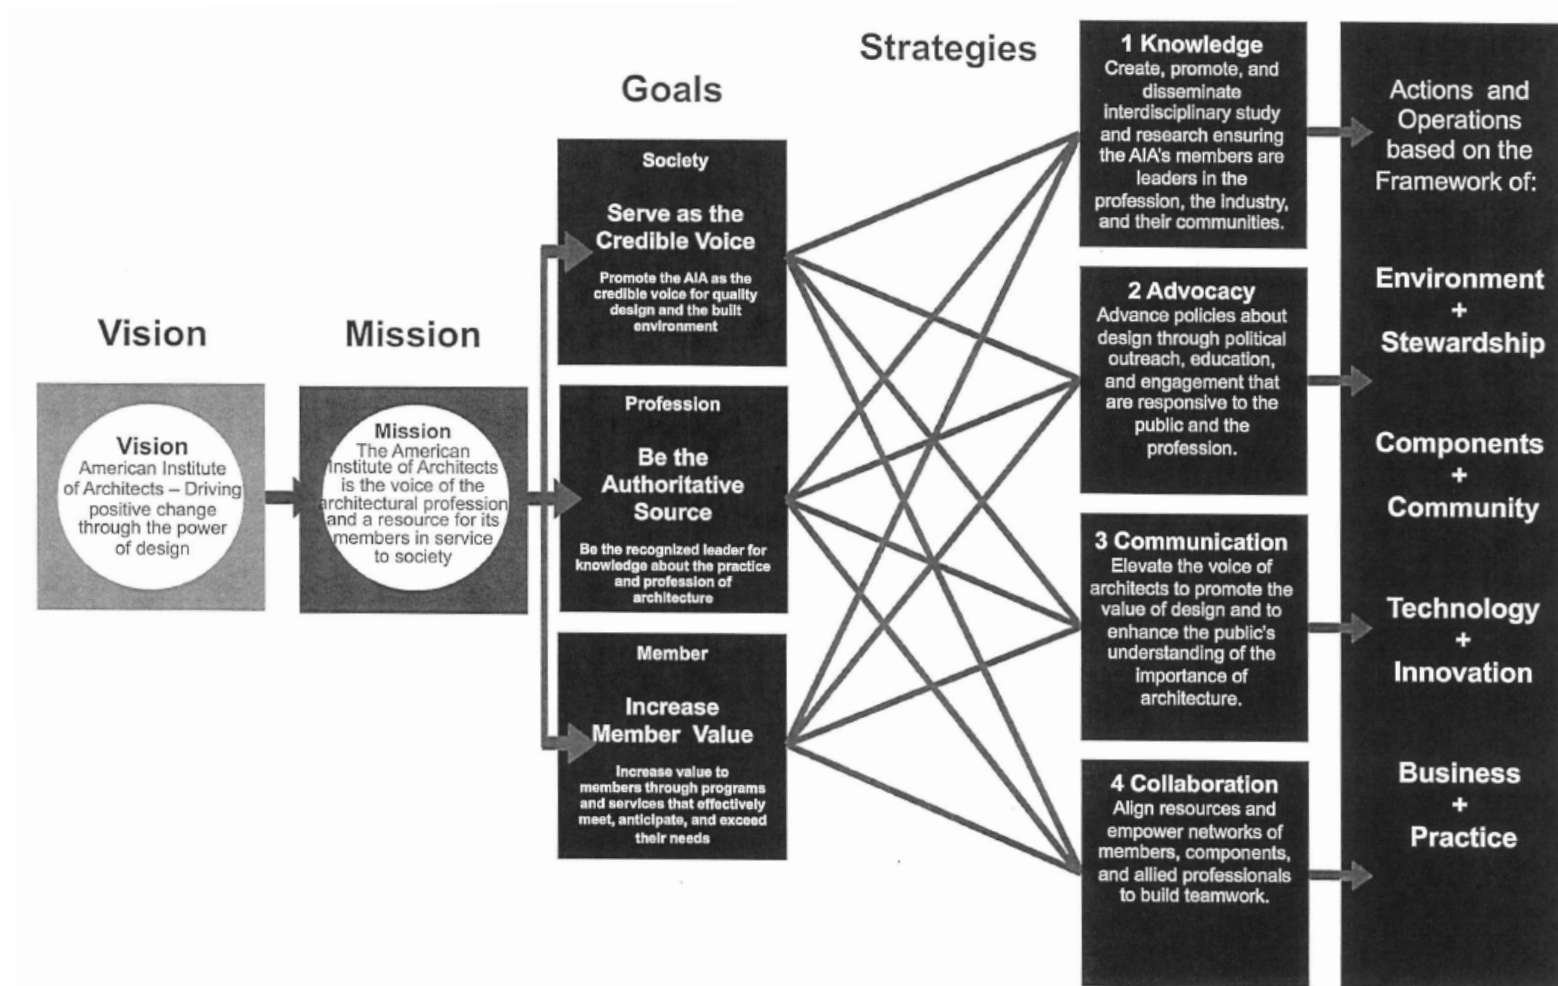 Vision
Vision
American Institute
of Architects – Driving
positive change
through the power
of design
Mission
Mission
The American
Institute of Architects
is the voice of the
architectural profession
and a resource for its
members in service
to society
Goals
Society
Serve as the
Credible Voice
Promote the AIA as the
credible voice for quality
design and the built
environment
Profession
Be the
Authoritative
Source
Be the recognized leader for
knowledge about the practice
and profession of
architecture
Member
Increase
Member Value
Increase value to
members through programs
and services that effectively
meet, anticipate, and exceed
their needs
Strategies
1 Knowledge
Create, promote, and
disseminate
interdisciplinary study
and research ensuring
the AIA's members are
leaders in the
profession, the industry,
and their communities.
2 Advocacy
Advance policies about
design through political
outreach, education,
and engagement that
are responsive to the
public and the
profession.
3 Communication
Elevate the voice of
architects to promote the
value of design and to
enhance the public's
understanding of the
importance of
architecture.
4 Collaboration
Align resources and
empower networks of
members, components,
and allied professionals
to build teamwork.
Actions and
Operations
based on the
Framework of:
Environment
+
Stewardship
Components
+
Community
Technology
+
Innovation
Business
+
Practice